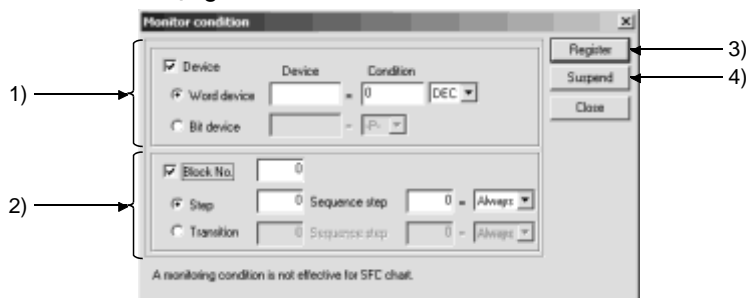 Monitor condition
Register 3)
Device Device Condition Suspend 4)
1) Word device = 0 DEC Close
Bit device - -P-
Block No. 0
2) Step 0 Sequence step 0 = Always
Transition 0 Sequence step 0 - Always
A monitoring condition is not effective for SFC chart.